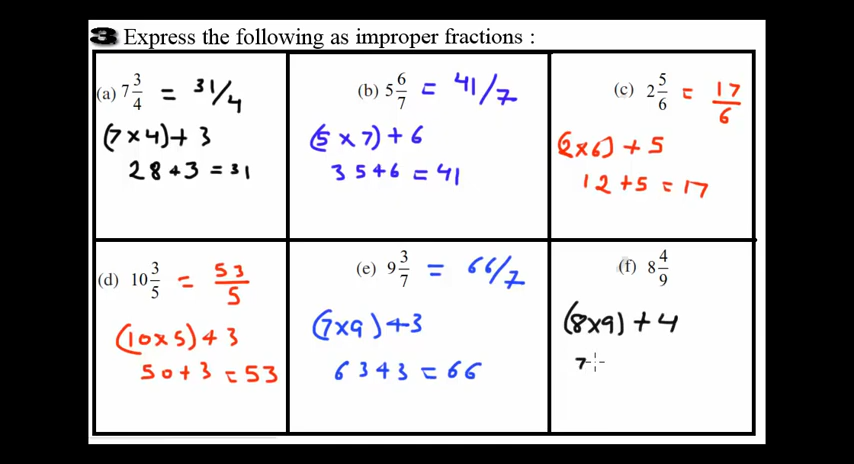 3 Express the following as improper fractions :
(a) 7 3/4 = 31/4
(7 x 4) + 3
28 + 3 = 31
(b) 5 6/7 = 41/7
(5 x 7) + 6
35 + 6 = 41
(c) 2 5/6 = 17/6
(2 x 6) + 5
12 + 5 = 17
(d) 10 3/5 = 53/5
(10 x 5) + 3
50 + 3 = 53
(e) 9 3/7 = 66/7
(7 x 9) + 3
63 + 3 = 66
(f) 8 4/9
(8 x 9) + 4
7